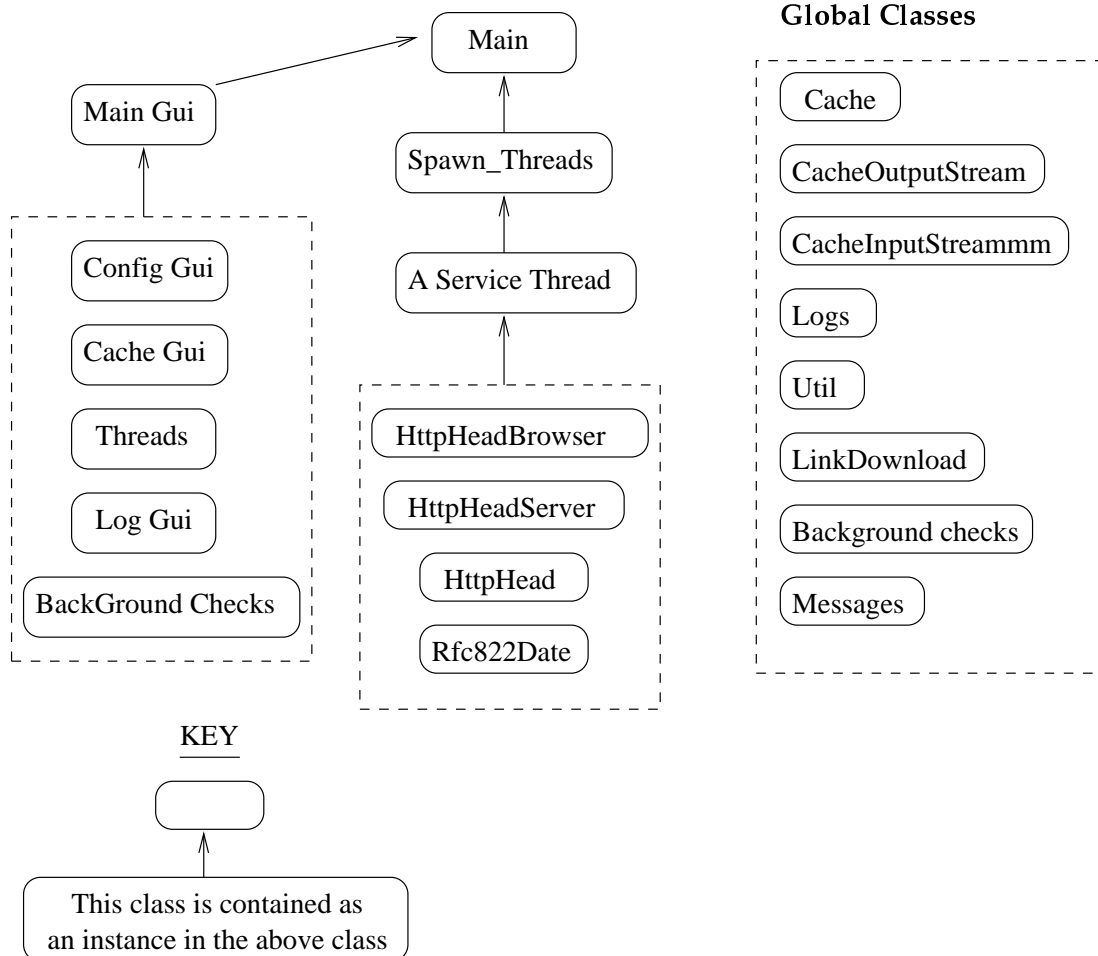 Main
Main Gui
Spawn_Threads
A Service Thread
Config Gui
Cache Gui
Threads
Log Gui
BackGround Checks
HttpHeadBrowser
HttpHeadServer
HttpHead
Rfc822Date
Global Classes
Cache
CacheOutputStream
CacheInputStreammm
Logs
Util
LinkDownload
Background checks
Messages
KEY
This class is contained as
an instance in the above class